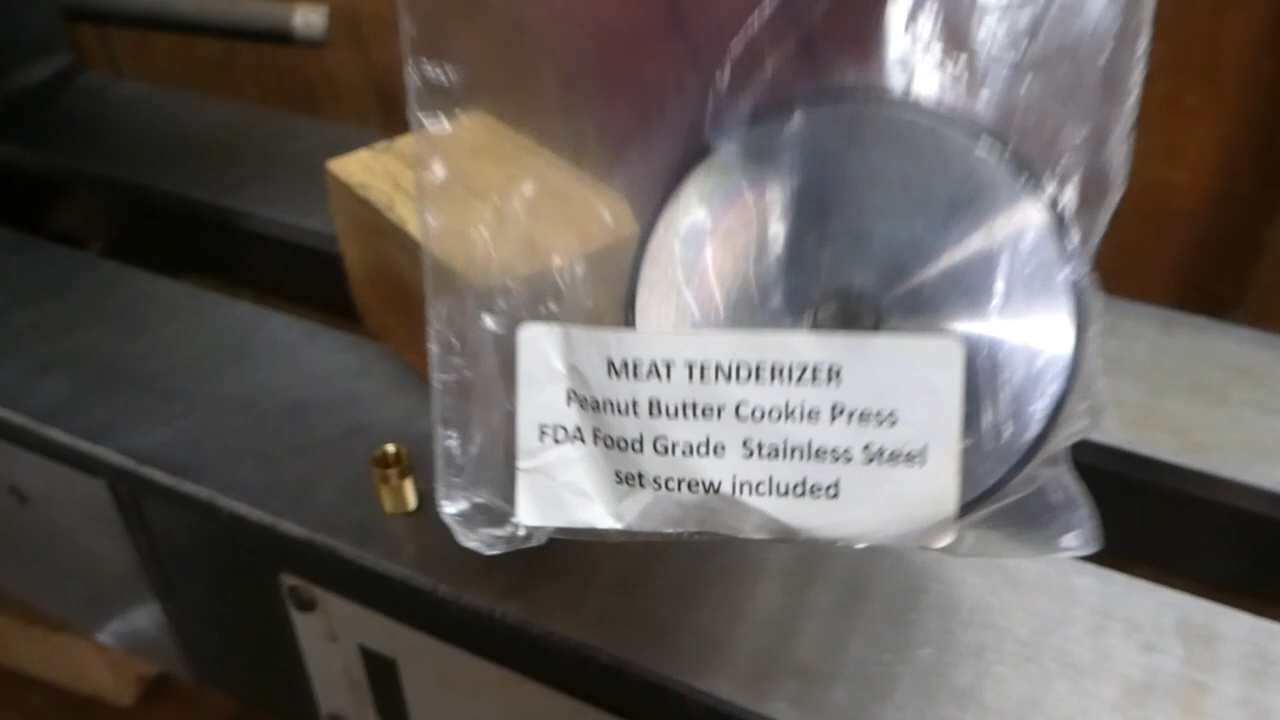 MEAT TENDERIZER
Peanut Butter Cookie Press
FDA Food Grade Stainless Steel
set screw included